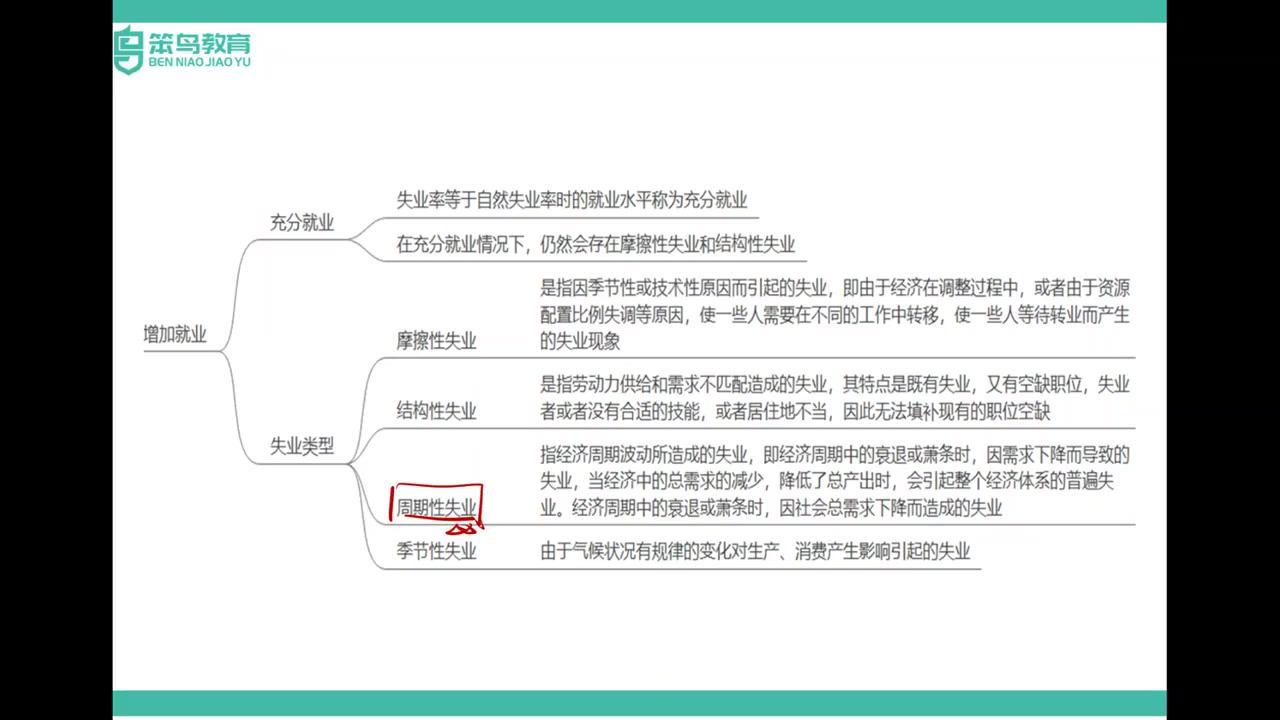 笨鸟教育
BEN NIAO JIAO YU
失业率等于自然失业率时的就业水平称为充分就业
充分就业
在充分就业情况下，仍然会存在摩擦性失业和结构性失业
增加就业
是指因季节性或技术性原因而引起的失业，即由于经济在调整过程中，或者由于资源
配置比例失调等原因，使一些人需要在不同的工作中转移，使一些人等待转业而产生
的失业现象
摩擦性失业
是指劳动力供给和需求不匹配造成的失业，其特点是既有失业，又有空缺职位，失业
者或者没有合适的技能，或者居住地不当，因此无法填补现有的职位空缺
结构性失业
失业类型
指经济周期波动所造成的失业，即经济周期中的衰退或萧条时，因需求下降而导致的
失业，当经济中的总需求的减少，降低了总产出时，会引起整个经济体系的普遍失
业。经济周期中的衰退或萧条时，因社会总需求下降而造成的失业
周期性失业
季节性失业
由于气候状况有规律的变化对生产、消费产生影响引起的失业